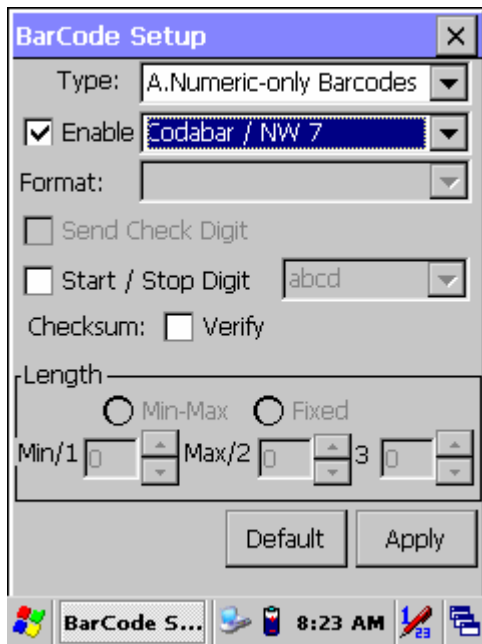 BarCode Setup
Type: A.Numeric-only Barcodes
Enable Codabar / NW 7
Format:
Send Check Digit
Start / Stop Digit abcd
Checksum: Verify
Length
Min-Max Fixed
Min/1 0 Max/2 0 3 0
Default Apply
BarCode S... 8:23 AM 1 23